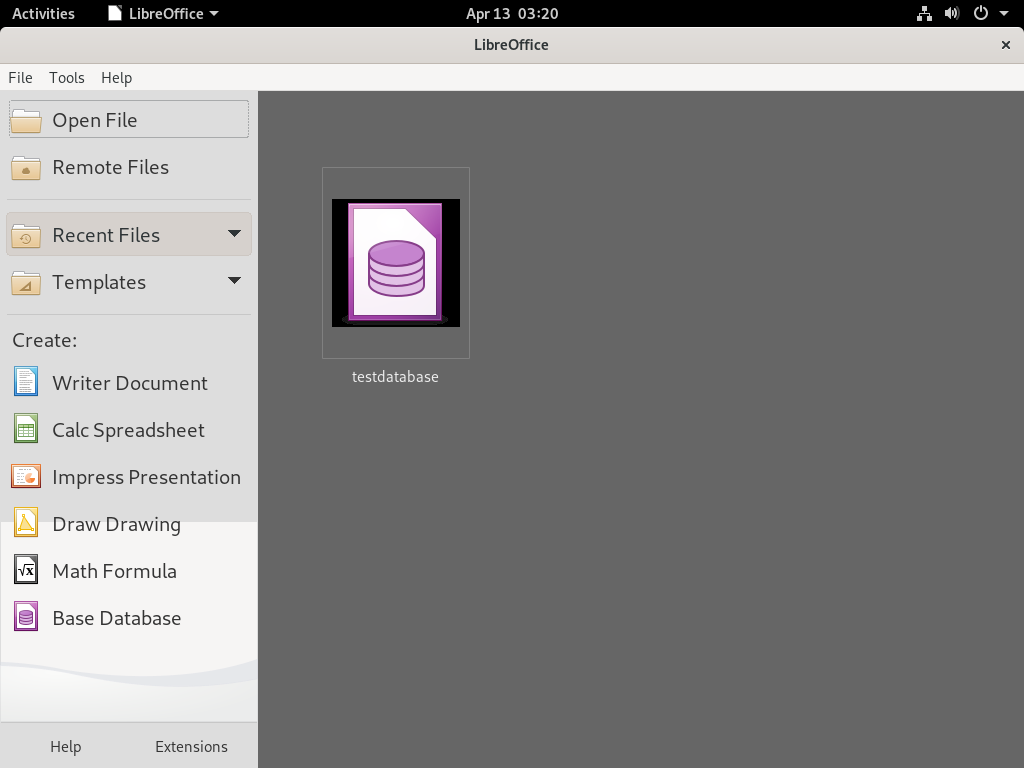 Activities LibreOffice Apr 13 03:20
LibreOffice
File Tools Help
Open File
Remote Files
Recent Files
Templates
Create:
Writer Document
Calc Spreadsheet
Impress Presentation
Draw Drawing
Math Formula
Base Database
Help Extensions
testdatabase